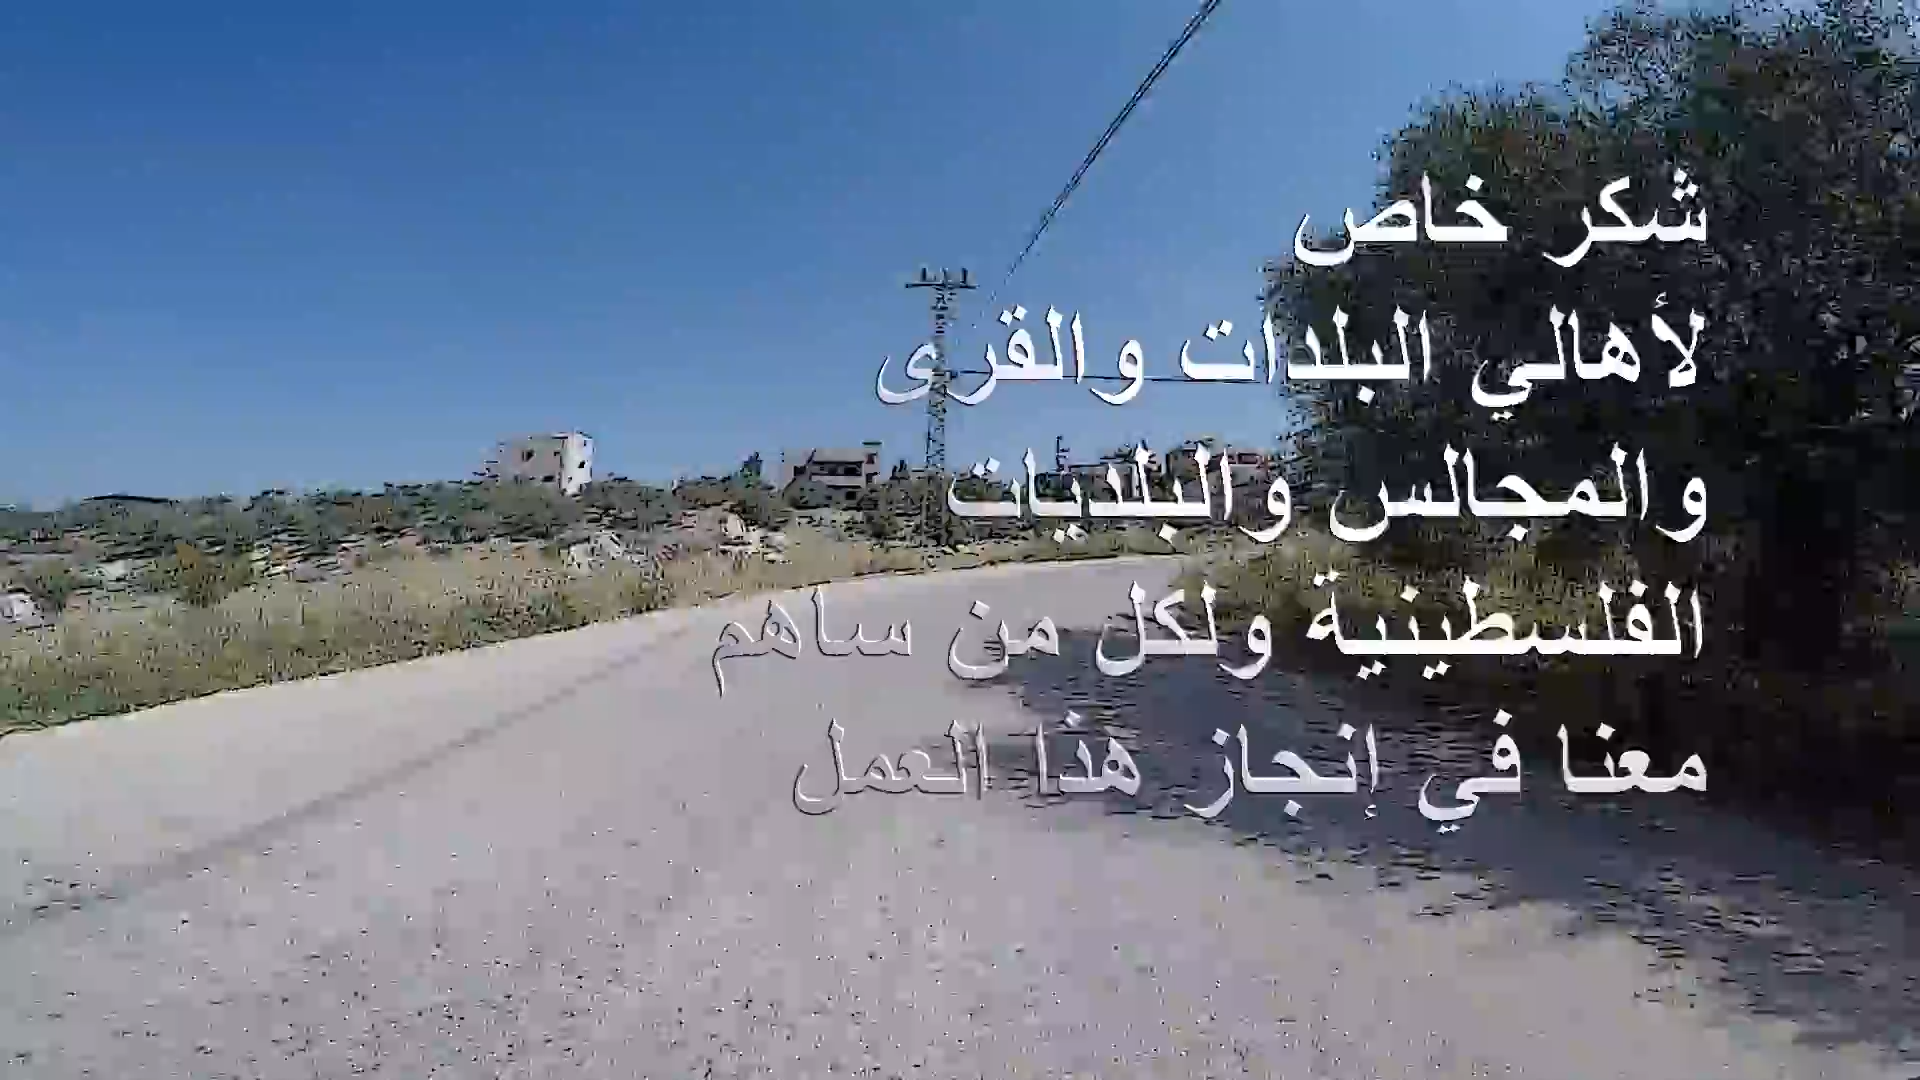 شكر خاص
لأهالي البلدات والقرى
والمجالس والبلديات
الفلسطينية ولكل من ساهم
معنا في إنجاز هذا العمل